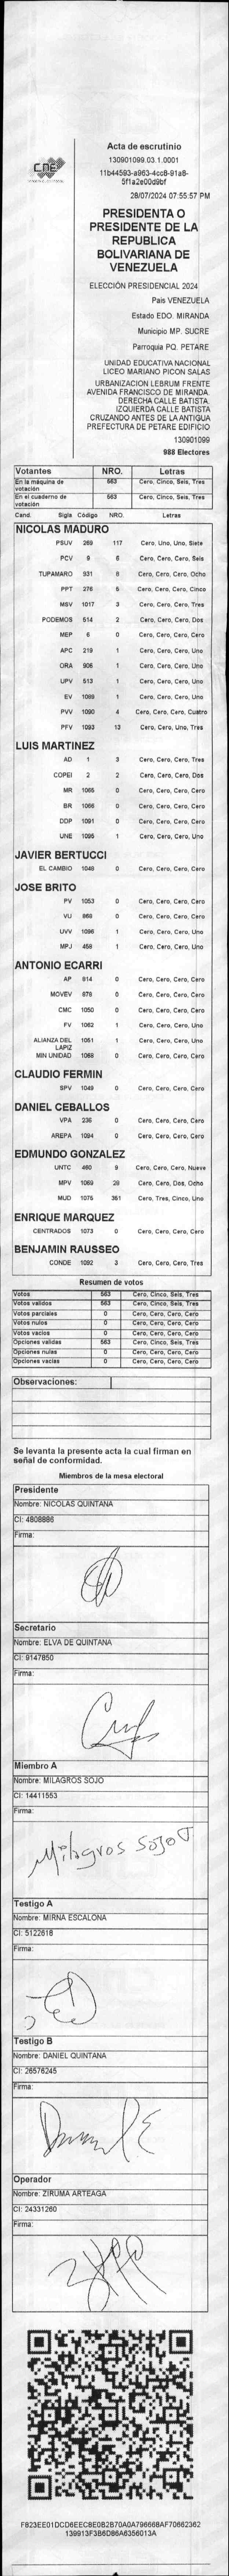 CNE
Acta de escrutinio
130901099.03.1.0001
11b44593-a963-4cc8-91a8-
5f1a2e00d9bf
28/07/2024 07:55:57 PM
PRESIDENTA O
PRESIDENTE DE LA
REPUBLICA
BOLIVARIANA DE
VENEZUELA
ELECCIÓN PRESIDENCIAL 2024
Pais VENEZUELA
Estado EDO. MIRANDA
Municipio MP. SUCRE
Parroquia PQ. PETARE
UNIDAD EDUCATIVA NACIONAL
LICEO MARIANO PICON SALAS
URBANIZACION LEBRUM FRENTE
AVENIDA FRANCISCO DE MIRANDA.
DERECHA CALLE BATISTA.
IZQUIERDA CALLE BATISTA
CRUZANDO ANTES DE LA ANTIGUA
PREFECTURA DE PETARE EDIFICIO
130901099
988 Electores
Votantes NRO. Letras
En la máquina de votación 563 Cero, Cinco, Seis, Tres
En el cuaderno de votación 563 Cero, Cinco, Seis, Tres
Cand. Sigla Código NRO. Letras
NICOLAS MADURO
PSUV 269 117 Cero, Uno, Uno, Siete
PCV 9 6 Cero, Cero, Cero, Seis
TUPAMARO 931 8 Cero, Cero, Cero, Ocho
PPT 276 5 Cero, Cero, Cero, Cinco
MSV 1017 3 Cero, Cero, Cero, Tres
PODEMOS 514 2 Cero, Cero, Cero, Dos
MEP 6 0 Cero, Cero, Cero, Cero
APC 219 1 Cero, Cero, Cero, Uno
ORA 906 1 Cero, Cero, Cero, Uno
UPV 513 1 Cero, Cero, Cero, Uno
EV 1089 1 Cero, Cero, Cero, Uno
PVV 1090 4 Cero, Cero, Cero, Cuatro
PFV 1093 13 Cero, Cero, Uno, Tres
LUIS MARTINEZ
AD 1 3 Cero, Cero, Cero, Tres
COPEI 2 2 Cero, Cero, Cero, Dos
MR 1065 0 Cero, Cero, Cero, Cero
BR 1066 0 Cero, Cero, Cero, Cero
DDP 1091 0 Cero, Cero, Cero, Cero
UNE 1095 1 Cero, Cero, Cero, Uno
JAVIER BERTUCCI
EL CAMBIO 1048 0 Cero, Cero, Cero, Cero
JOSE BRITO
PV 1053 0 Cero, Cero, Cero, Cero
VU 868 0 Cero, Cero, Cero, Cero
UVV 1096 1 Cero, Cero, Cero, Uno
MPJ 458 1 Cero, Cero, Cero, Uno
ANTONIO ECARRI
AP 814 0 Cero, Cero, Cero, Cero
MOVEV 878 0 Cero, Cero, Cero, Cero
CMC 1050 0 Cero, Cero, Cero, Cero
FV 1062 1 Cero, Cero, Cero, Uno
ALIANZA DEL LAPIZ 1051 1 Cero, Cero, Cero, Uno
MIN UNIDAD 1068 0 Cero, Cero, Cero, Cero
CLAUDIO FERMIN
SPV 1049 0 Cero, Cero, Cero, Cero
DANIEL CEBALLOS
VPA 236 0 Cero, Cero, Cero, Cero
AREPA 1094 0 Cero, Cero, Cero, Cero
EDMUNDO GONZALEZ
UNTC 460 9 Cero, Cero, Cero, Nueve
MPV 1069 28 Cero, Cero, Dos, Ocho
MUD 1075 351 Cero, Tres, Cinco, Uno
ENRIQUE MARQUEZ
CENTRADOS 1073 0 Cero, Cero, Cero, Cero
BENJAMIN RAUSSEO
CONDE 1092 3 Cero, Cero, Cero, Tres
Resumen de votos
Votos 563 Cero, Cinco, Seis, Tres
Votos validos 563 Cero, Cinco, Seis, Tres
Votos parciales 0 Cero, Cero, Cero, Cero
Votos nulos 0 Cero, Cero, Cero, Cero
Votos vacios 0 Cero, Cero, Cero, Cero
Opciones validas 563 Cero, Cinco, Seis, Tres
Opciones nulas 0 Cero, Cero, Cero, Cero
Opciones vacias 0 Cero, Cero, Cero, Cero
Observaciones:
Se levanta la presente acta la cual firman en
señal de conformidad.
Miembros de la mesa electoral
Presidente
Nombre: NICOLAS QUINTANA
CI: 4808886
Firma:
Secretario
Nombre: ELVA DE QUINTANA
CI: 9147850
Firma:
Miembro A
Nombre: MILAGROS SOJO
CI: 14411553
Firma:
Milagros Sojo
Testigo A
Nombre: MIRNA ESCALONA
CI: 5122618
Firma:
Testigo B
Nombre: DANIEL QUINTANA
CI: 26576245
Firma:
Operador
Nombre: ZIRUMA ARTEAGA
CI: 24331260
Firma:
F823EE01DCD6EEC8E0B2B70A0A796668AF70662362
139913F3B6D86A6356013A